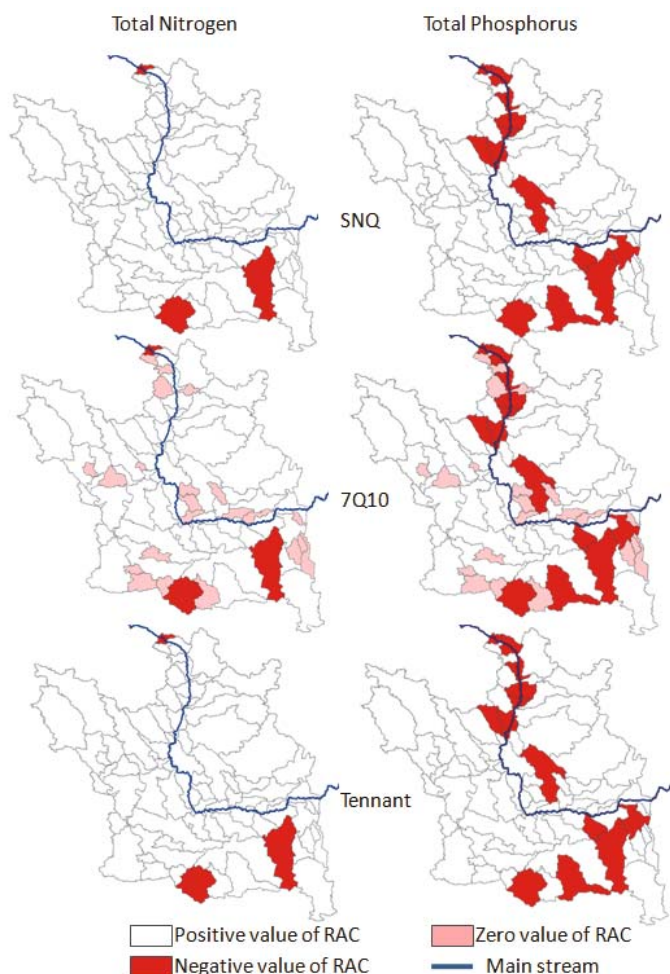 Total Nitrogen
Total Phosphorus
SNQ
7Q10
Tennant
Positive value of RAC
Zero value of RAC
Negative value of RAC
Main stream